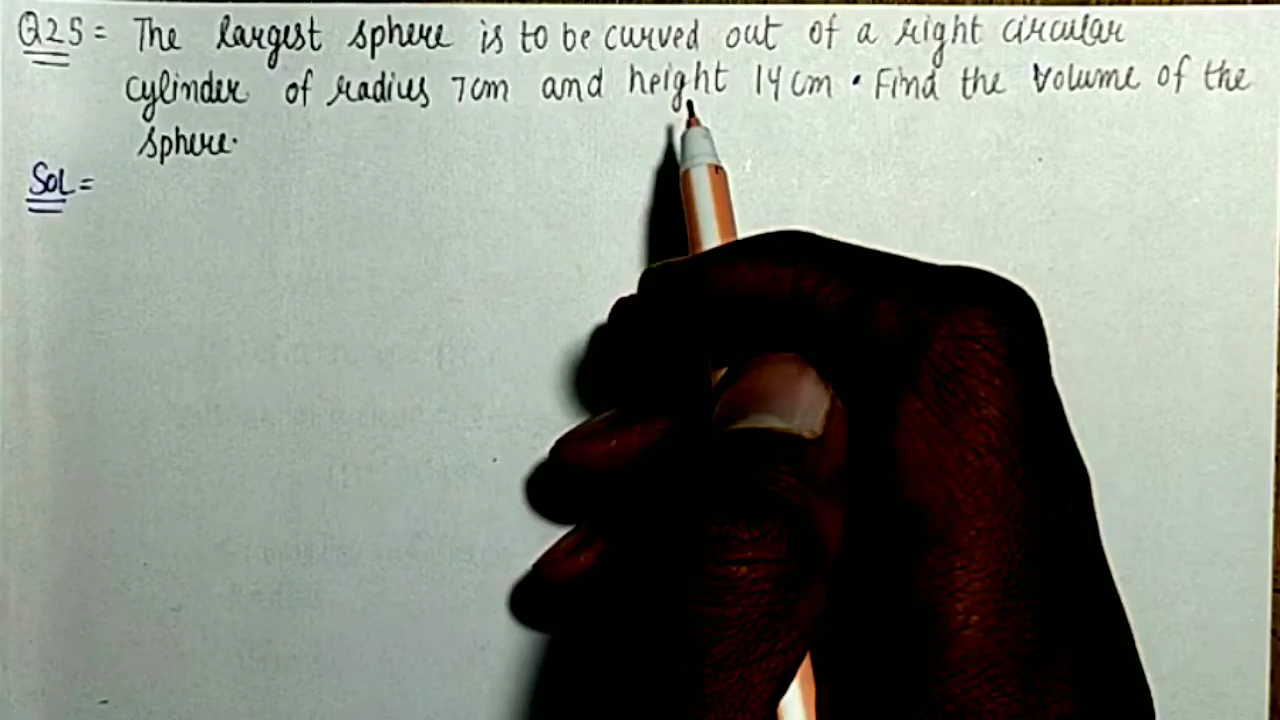 Q25= The largest sphere is to be curved out of a right circular
cylinder of radius 7cm and height 14cm. Find the volume of the
sphere.
Sol=